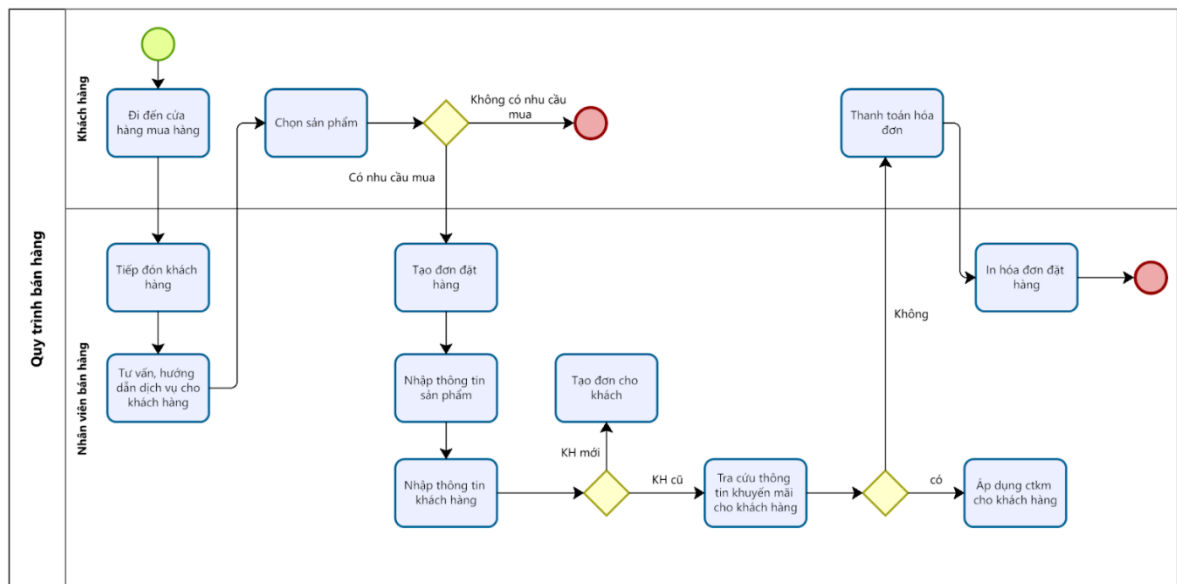 Quy trình bán hàng
Khách hàng
Đi đến cửa
hàng mua hàng
Chọn sản phẩm
Không có nhu cầu
mua
Có nhu cầu mua
Thanh toán hóa
đơn
Nhân viên bán hàng
Tiếp đón khách
hàng
Tư vấn, hướng
dẫn dịch vụ cho
khách hàng
Tạo đơn đặt
hàng
Nhập thông tin
sản phẩm
Nhập thông tin
khách hàng
Tạo đơn cho
khách
KH mới
KH cũ
Tra cứu thông
tin khuyến mãi
cho khách hàng
Không
có
Áp dụng ctkm
cho khách hàng
In hóa đơn đặt
hàng